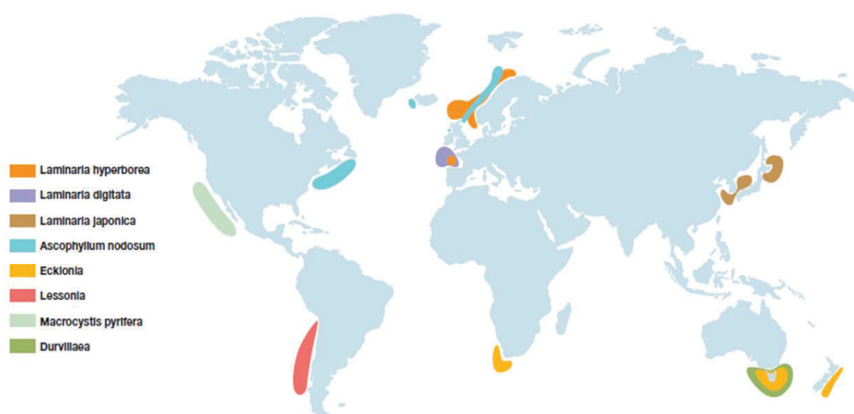 Laminaria hyperborea
Laminaria digitata
Laminaria japonica
Ascophyllum nodosum
Ecklonia
Lessonia
Macrocystis pyrifera
Durvillaea